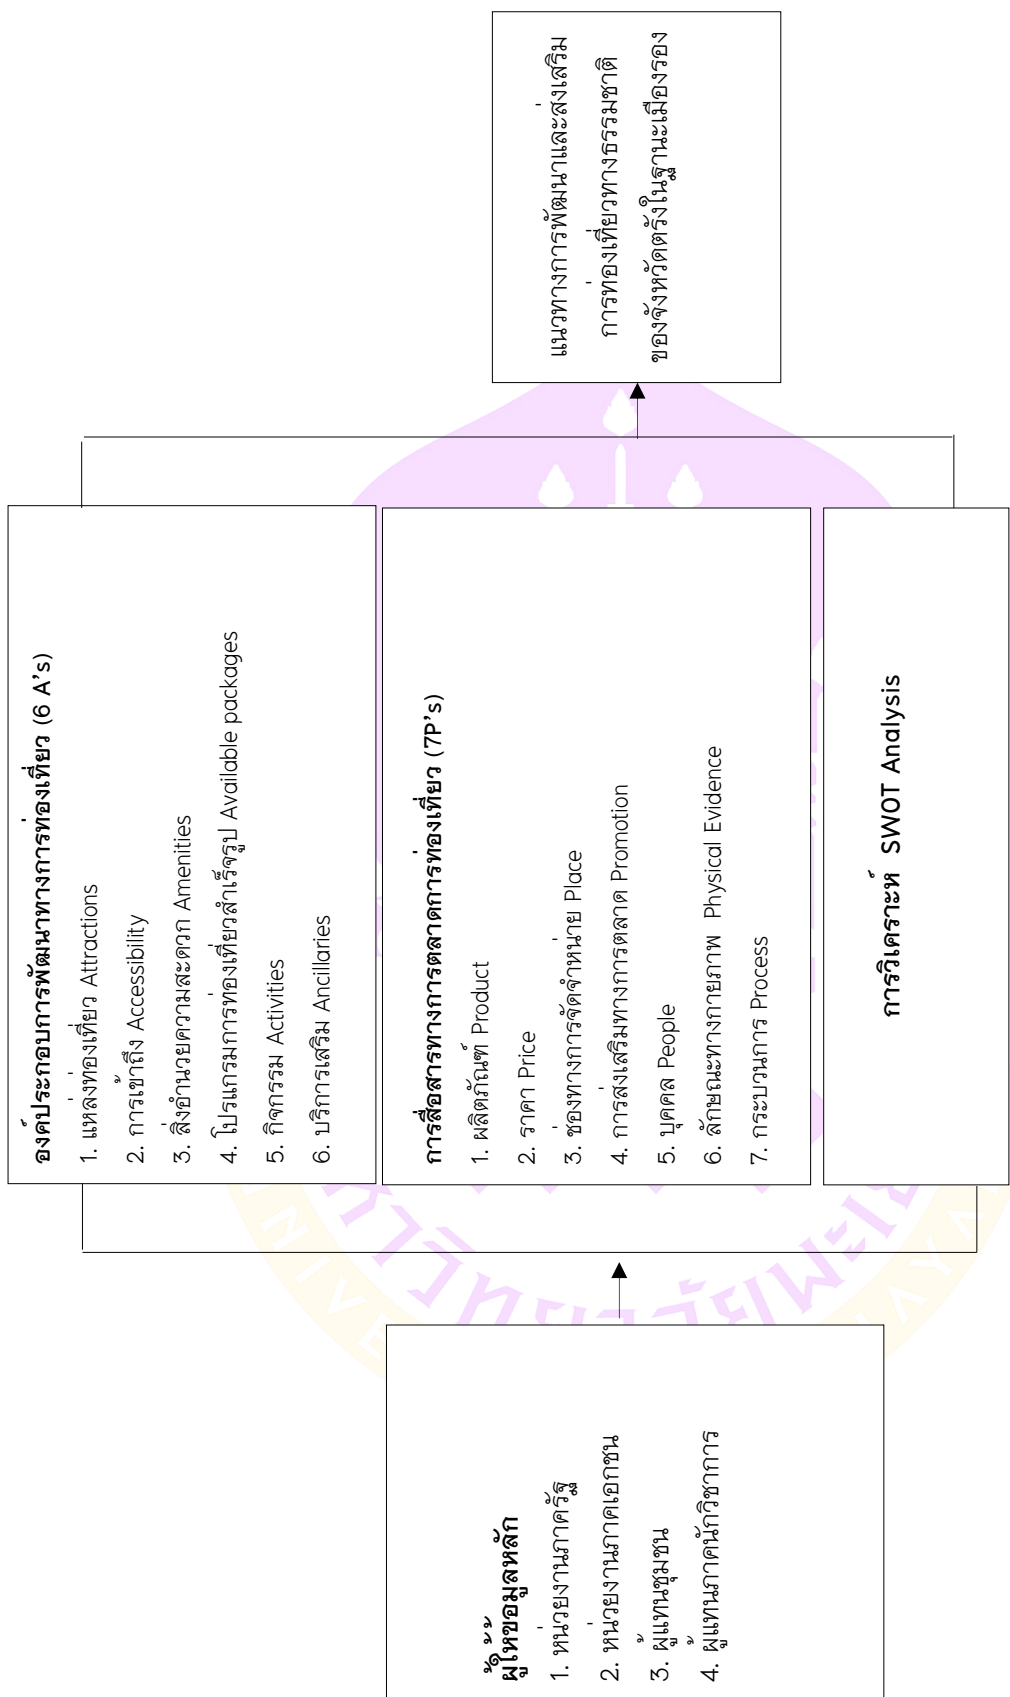 ผู้ให้ข้อมูลหลัก
1. หน่วยงานภาครัฐ
2. หน่วยงานภาคเอกชน
3. ผู้แทนชุมชน
4. ผู้แทนภาคนักวิชาการ
องค์ประกอบการพัฒนาทางการท่องเที่ยว (6 A's)
1. แหล่งท่องเที่ยว Attractions
2. การเข้าถึง Accessibility
3. สิ่งอำนวยความสะดวก Amenities
4. โปรแกรมการท่องเที่ยวสำเร็จรูป Available packages
5. กิจกรรม Activities
6. บริการเสริม Ancillaries
การสื่อสารทางการตลาดการท่องเที่ยว (7P's)
1. ผลิตภัณฑ์ Product
2. ราคา Price
3. ช่องทางการจัดจำหน่าย Place
4. การส่งเสริมทางการตลาด Promotion
5. บุคคล People
6. ลักษณะทางกายภาพ Physical Evidence
7. กระบวนการ Process
การวิเคราะห์ SWOT Analysis
แนวทางการพัฒนาและส่งเสริม
การท่องเที่ยวทางธรรมชาติ
ของจังหวัดตรังในฐานะเมืองรอง